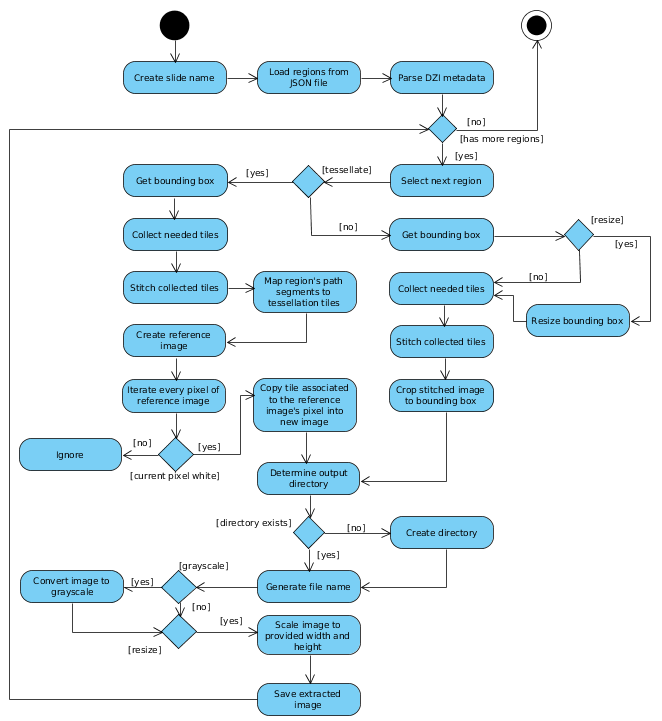 Create slide name
Load regions from
JSON file
Parse DZI metadata
[no]
[has more regions]
[yes]
Get bounding box
[yes]
[tessellate]
Select next region
[no]
Get bounding box
[resize]
[yes]
Collect needed tiles
[no]
Stitch collected tiles
Map region's path
segments to
tessellation tiles
Collect needed tiles
Resize bounding box
Create reference
image
Stitch collected tiles
Iterate every pixel of
reference image
Copy tile associated
to the reference
image's pixel into
new image
Crop stitched image
to bounding box
Ignore
[no]
[yes]
[current pixel white]
Determine output
directory
[directory exists]
[no]
Create directory
[yes]
[grayscale]
Convert image to
grayscale
[yes]
Generate file name
[no]
[yes]
[resize]
Scale image to
provided width and
height
Save extracted
image